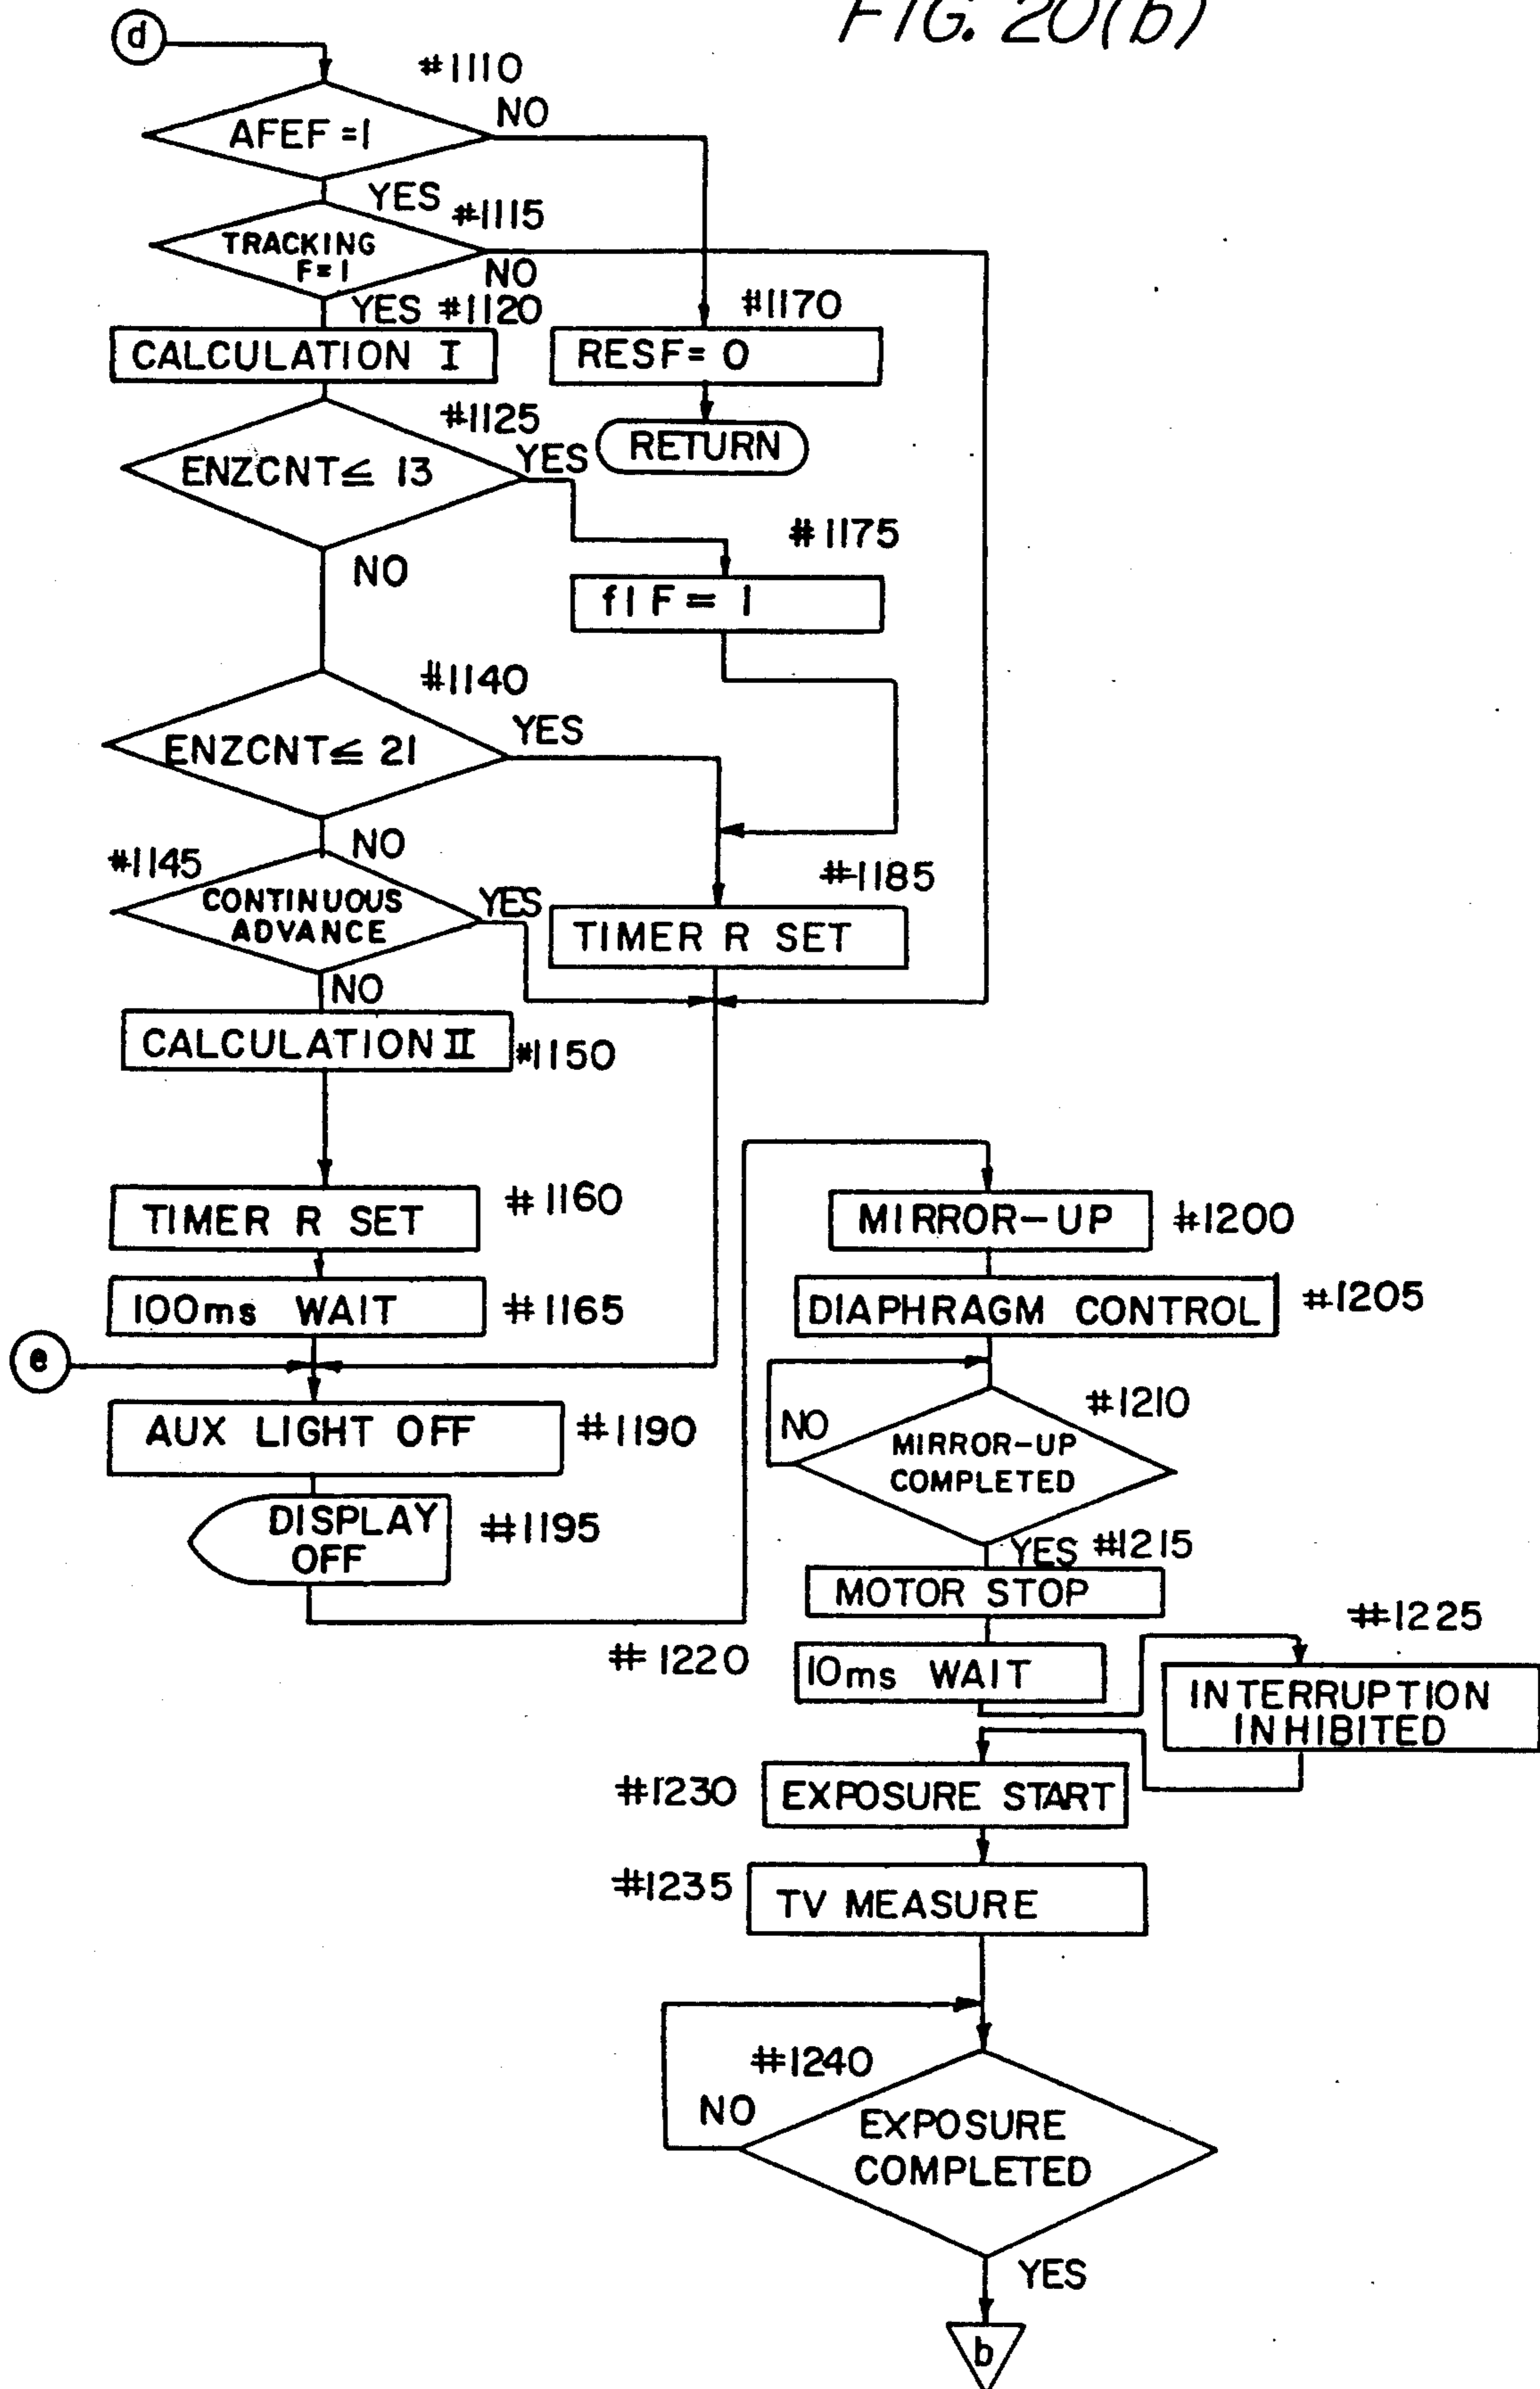 FIG. 20(b)
d
#1110
AFEF=1
NO
YES
#1115
TRACKING
F=1
NO
YES #1120
CALCULATION I
#1170
RESF= 0
RETURN
#1125
ENZCNT≦ 13
YES
NO
#1175
f1F= 1
#1140
ENZCNT≦ 21
YES
NO
#1145
CONTINUOUS
ADVANCE
YES
#1185
TIMER R SET
NO
CALCULATION II
#1150
TIMER R SET
#1160
100ms WAIT
#1165
e
AUX LIGHT OFF
#1190
DISPLAY
OFF
#1195
MIRROR-UP
#1200
DIAPHRAGM CONTROL
#1205
#1210
NO
MIRROR-UP
COMPLETED
YES #1215
MOTOR STOP
#1220
10ms WAIT
#1225
INTERRUPTION
INHIBITED
#1230
EXPOSURE START
#1235
TV MEASURE
#1240
NO
EXPOSURE
COMPLETED
YES
b